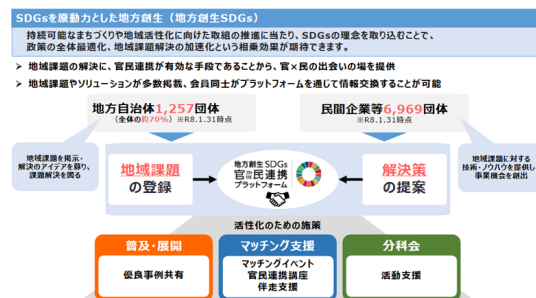 SDGsを原動力とした地方創生（地方創生SDGs）
持続可能なまちづくりや地域活性化に向けた取組の推進に当たり、SDGsの理念を取り込むことで、
政策の全体最適化、地域課題解決の加速化という相乗効果が期待できます。
➢ 地域課題の解決に、官民連携が有効な手段であることから、官×民の出会いの場を提供
➢ 地域課題やソリューションが多数掲載、会員同士がプラットフォームを通じて情報交換することが可能
地方自治体1,257団体
（全体の約70%）※R8.1.31時点
民間企業等6,969団体
※R8.1.31時点
地域課題を掲示・
解決のアイデアを募り、
課題解決を図る
地域課題
の登録
地方創生SDGs
官民連携
プラットフォーム
解決策
の提案
地域課題に対する
技術・ノウハウを提供し、
事業機会を創出
活性化のための施策
普及・展開
優良事例共有
マッチング支援
マッチングイベント
官民連携講座
伴走支援
分科会
活動支援